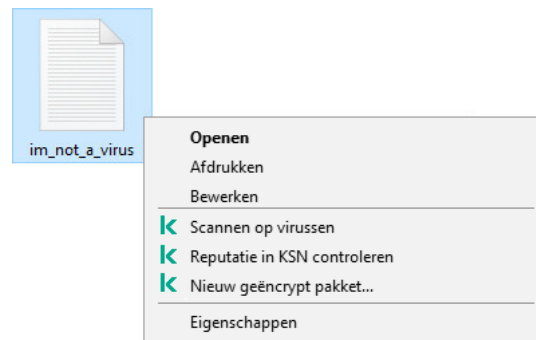 im_not_a_virus
Openen
Afdrukken
Bewerken
Scannen op virussen
Reputatie in KSN controleren
Nieuw geëncrypt pakket...
Eigenschappen